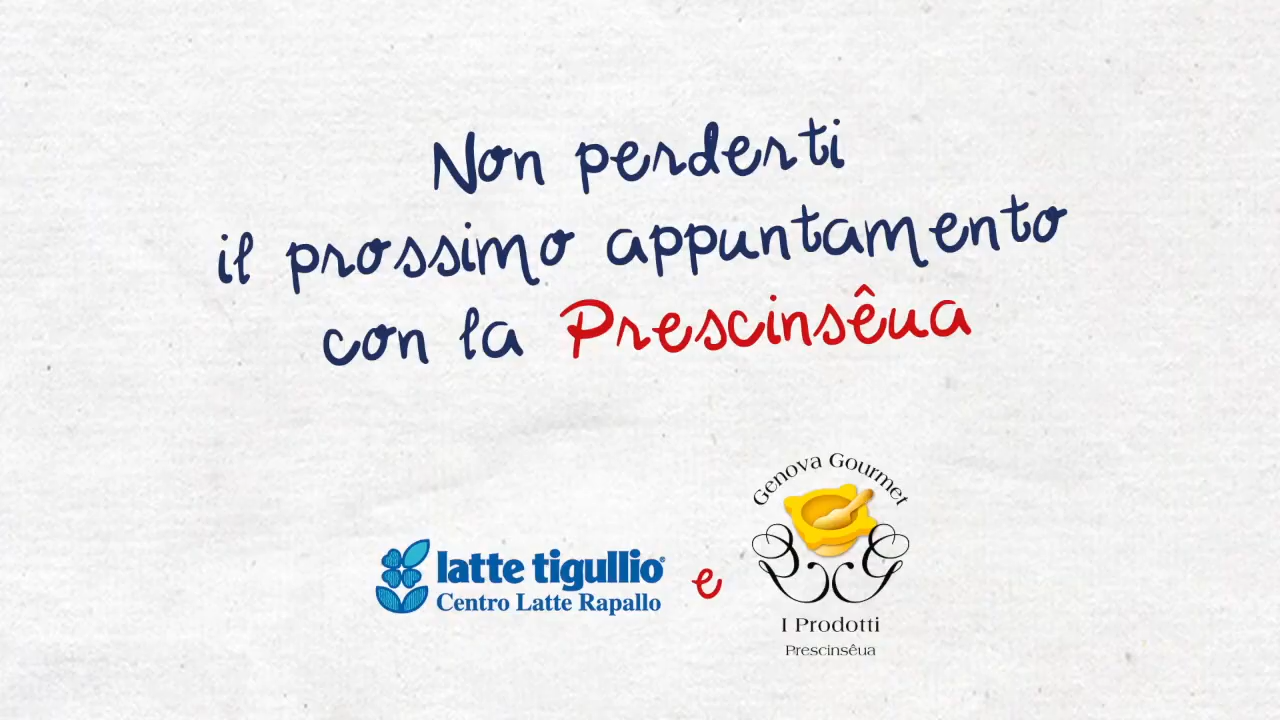 Non perderti
il prossimo appuntamento
con la Prescinsêua
Genova Gourmet
latte tigullio®
Centro Latte Rapallo
e
I Prodotti
Prescinsêua